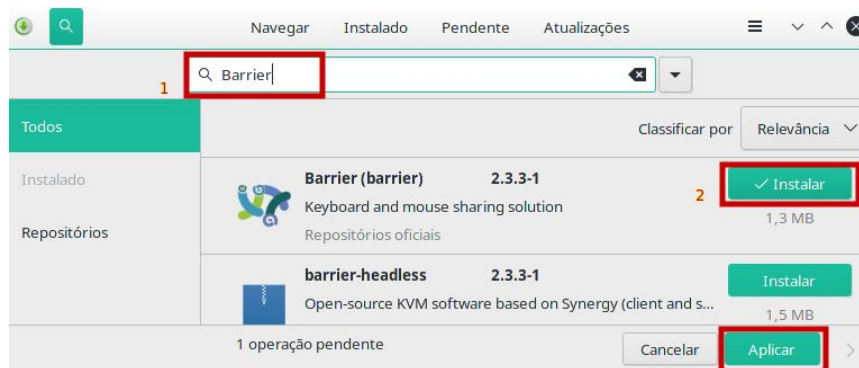 Navegar Instalado Pendente Atualizações
1 Barrier
Todos Classificar por Relevância
Instalado Barrier (barrier) 2.3.3-1 2 Instalar
Keyboard and mouse sharing solution 1,3 MB
Repositórios Repositórios oficiais
barrier-headless 2.3.3-1 Instalar
Open-source KVM software based on Synergy (client and s... 1,5 MB
1 operação pendente Cancelar Aplicar